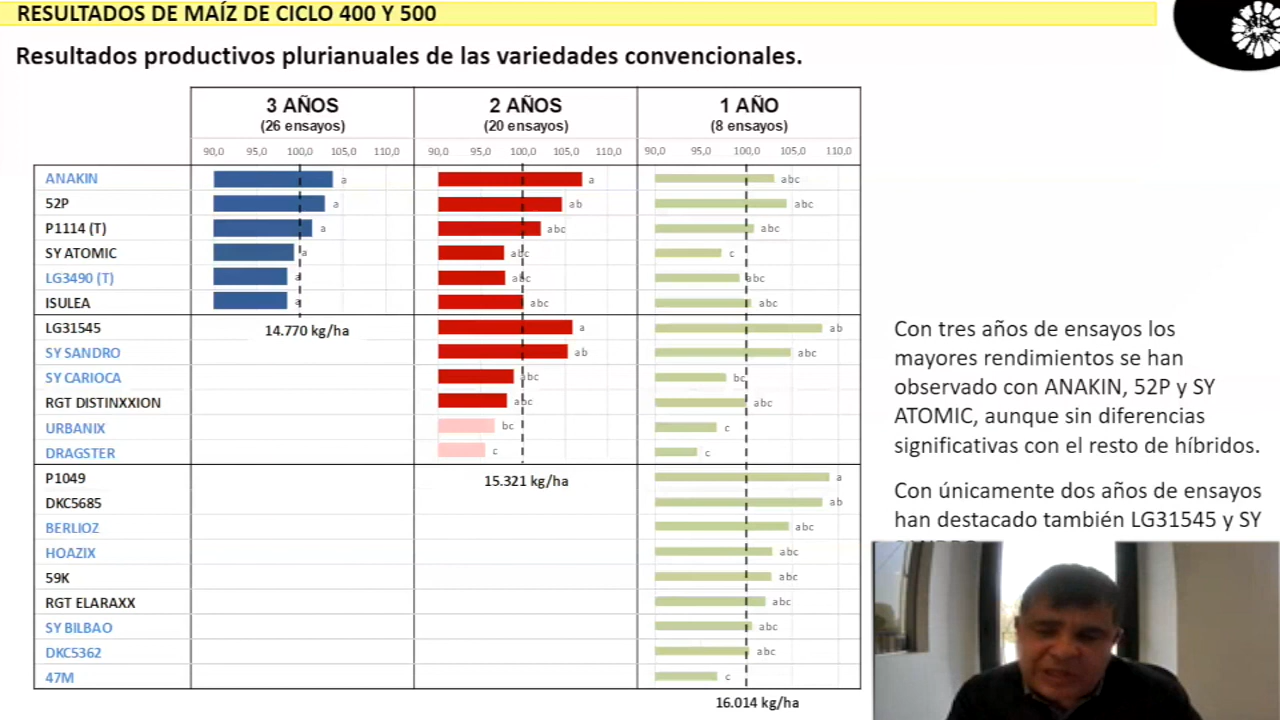 RESULTADOS DE MAÍZ DE CICLO 400 Y 500
Resultados productivos plurianuales de las variedades convencionales.
3 AÑOS 2 AÑOS 1 AÑO
(26 ensayos) (20 ensayos) (8 ensayos)
90,0 95,0 100,0 105,0 110,0 90,0 95,0 100,0 105,0 110,0 90,0 95,0 100,0 105,0 110,0
ANAKIN a a abc
52P a ab abc
P1114 (T) a abc abc
SY ATOMIC a abc c
LG3490 (T) a abc abc
ISULEA a abc abc
LG31545 a ab
14.770 kg/ha
SY SANDRO ab abc
SY CARIOCA abc bc
RGT DISTINXXION abc abc
URBANIX bc c
DRAGSTER c c
P1049 a
15.321 kg/ha
DKC5685 ab
BERLIOZ abc
HOAZIX abc
59K abc
RGT ELARAXX abc
SY BILBAO abc
DKC5362 abc
47M c
16.014 kg/ha
Con tres años de ensayos los
mayores rendimientos se han
observado con ANAKIN, 52P y SY
ATOMIC, aunque sin diferencias
significativas con el resto de híbridos.
Con únicamente dos años de ensayos
han destacado también LG31545 y SY